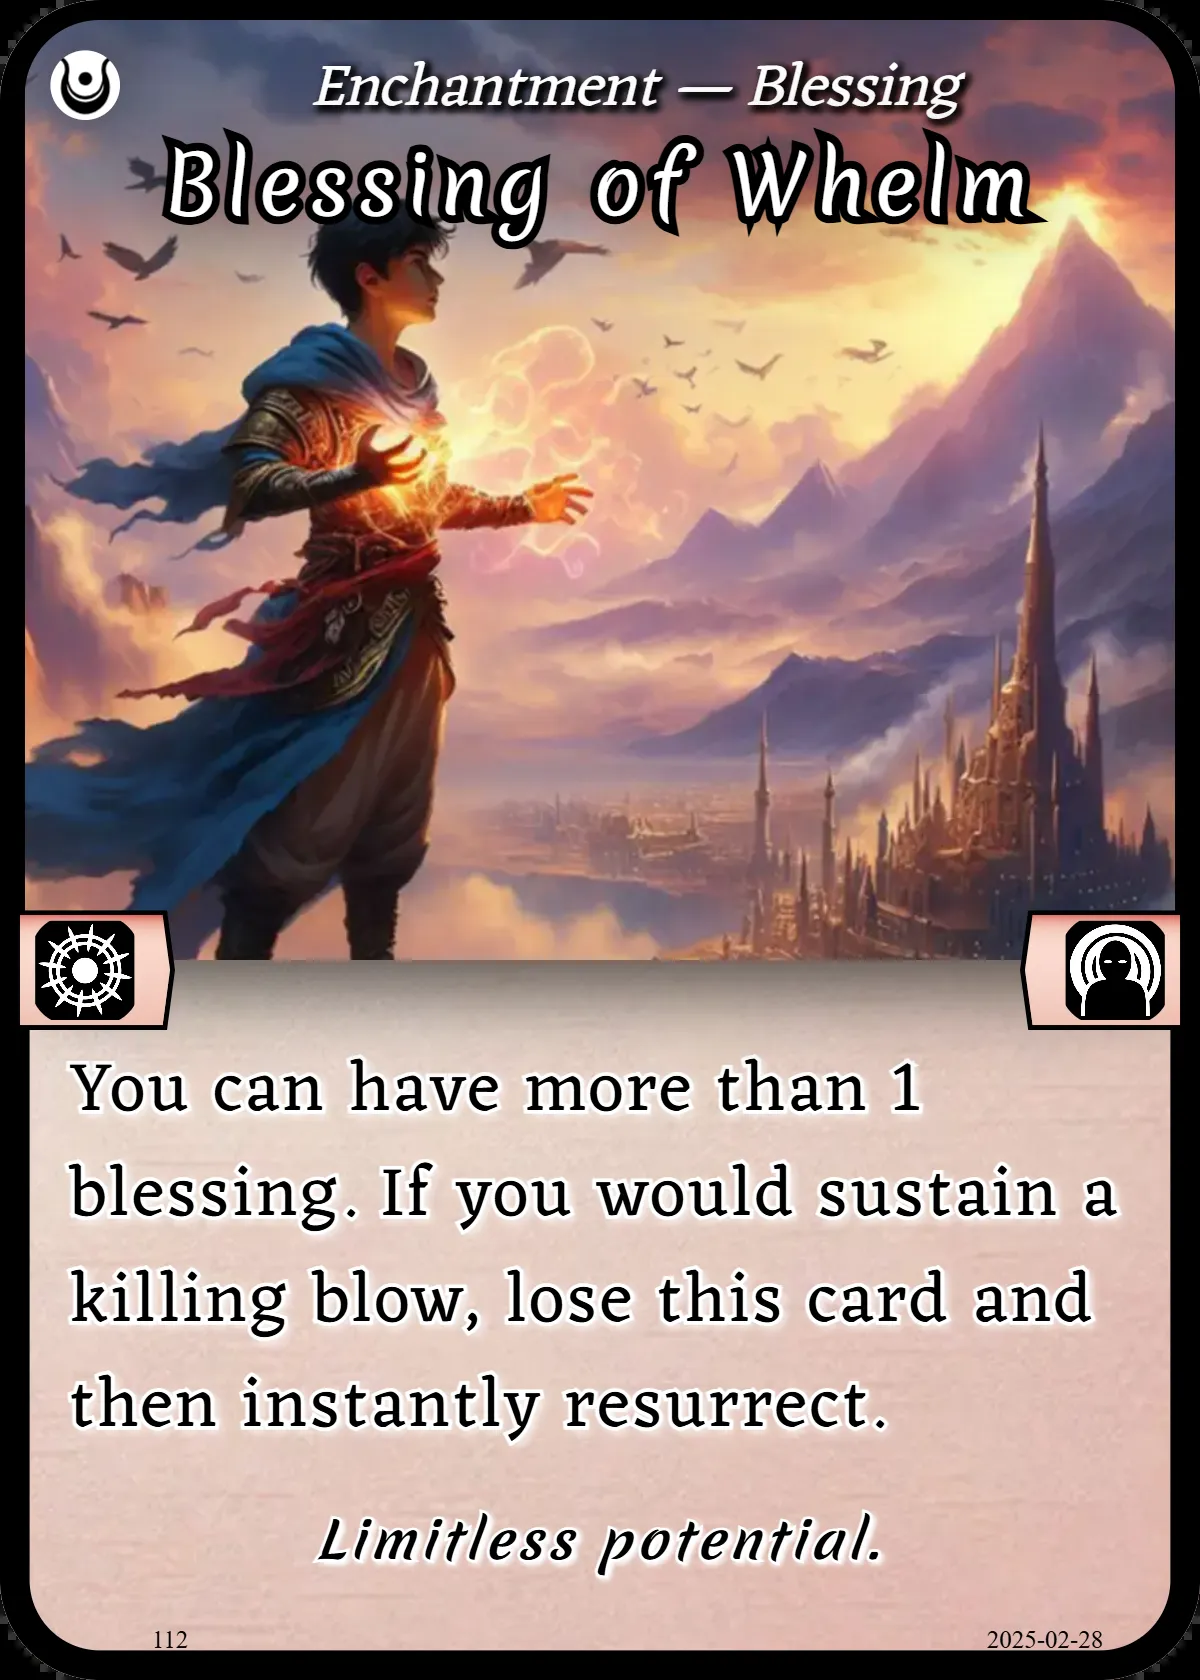 Enchantment — Blessing
Blessing of Whelm
You can have more than 1
blessing. If you would sustain a
killing blow, lose this card and
then instantly resurrect.
Limitless potential.
112
2025-02-28